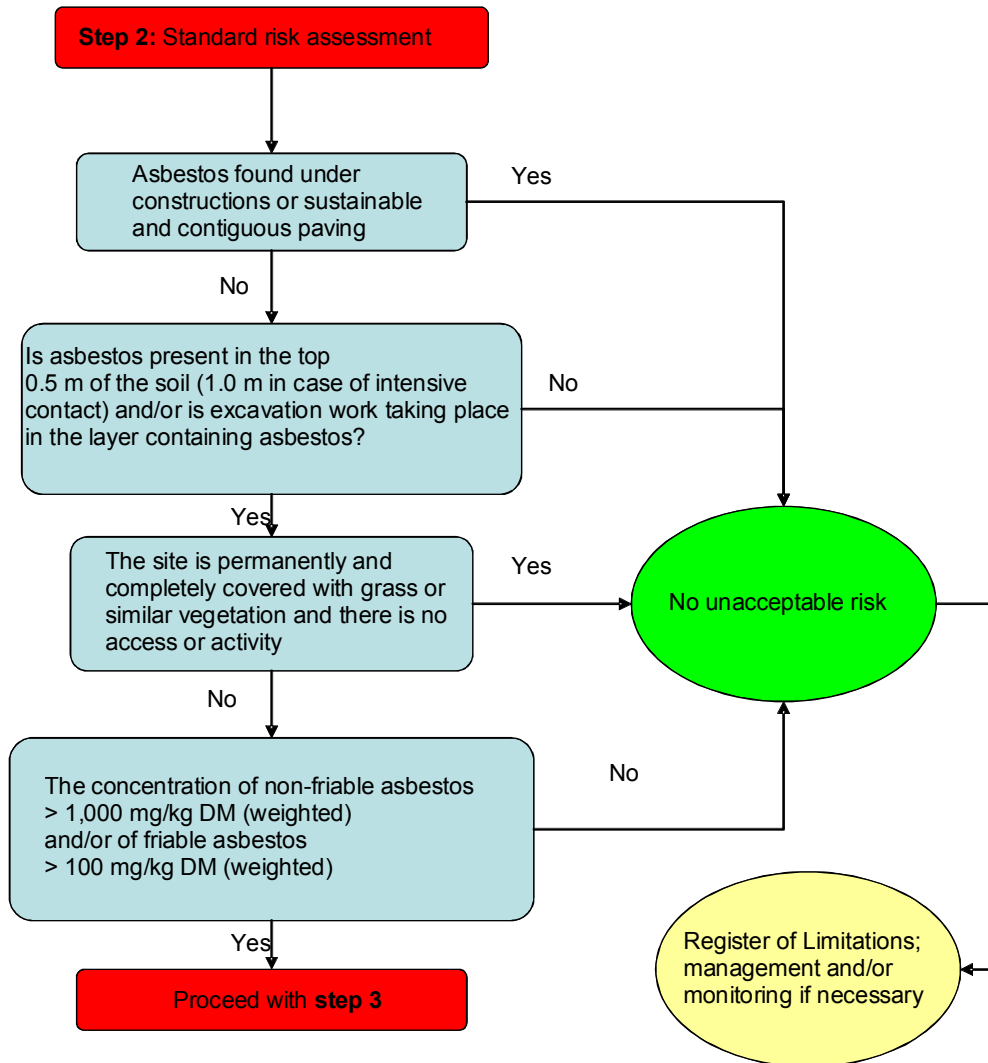 Step 2: Standard risk assessment
Asbestos found under
constructions or sustainable
and contiguous paving
Yes
No
Is asbestos present in the top
0.5 m of the soil (1.0 m in case of intensive
contact) and/or is excavation work taking place
in the layer containing asbestos?
No
Yes
The site is permanently and
completely covered with grass or
similar vegetation and there is no
access or activity
Yes
No unacceptable risk
No
The concentration of non-friable asbestos
> 1,000 mg/kg DM (weighted)
and/or of friable asbestos
> 100 mg/kg DM (weighted)
No
Yes
Register of Limitations;
management and/or
monitoring if necessary
Proceed with step 3